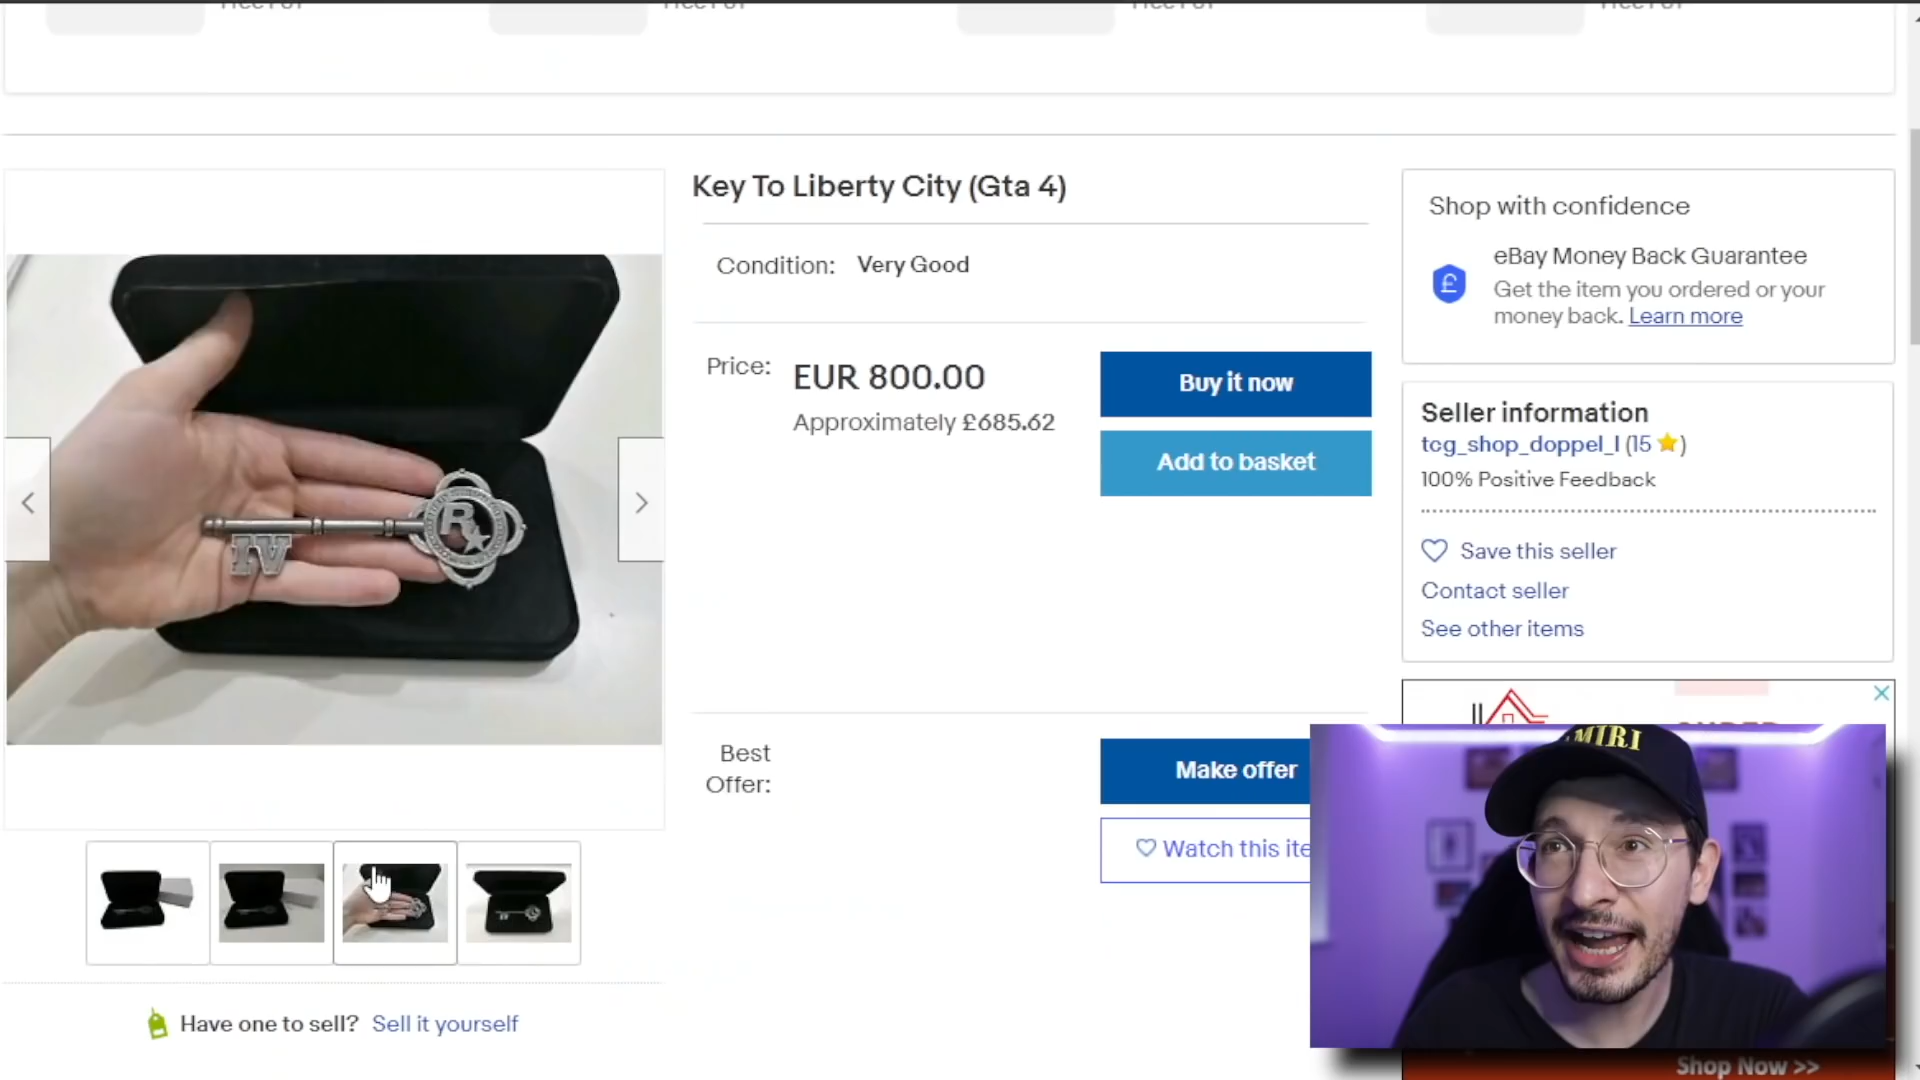 Key To Liberty City (Gta 4)
Condition: Very Good
Price: EUR 800.00
Approximately £685.62
Buy it now
Add to basket
Best
Offer:
Make offer
Watch this ite
Have one to sell? Sell it yourself
R
IV
Shop with confidence
£
eBay Money Back Guarantee
Get the item you ordered or your
money back. Learn more
Seller information
tcg_shop_doppel_l (15)
100% Positive Feedback
Save this seller
Contact seller
See other items
MIRI
Shop Now >>